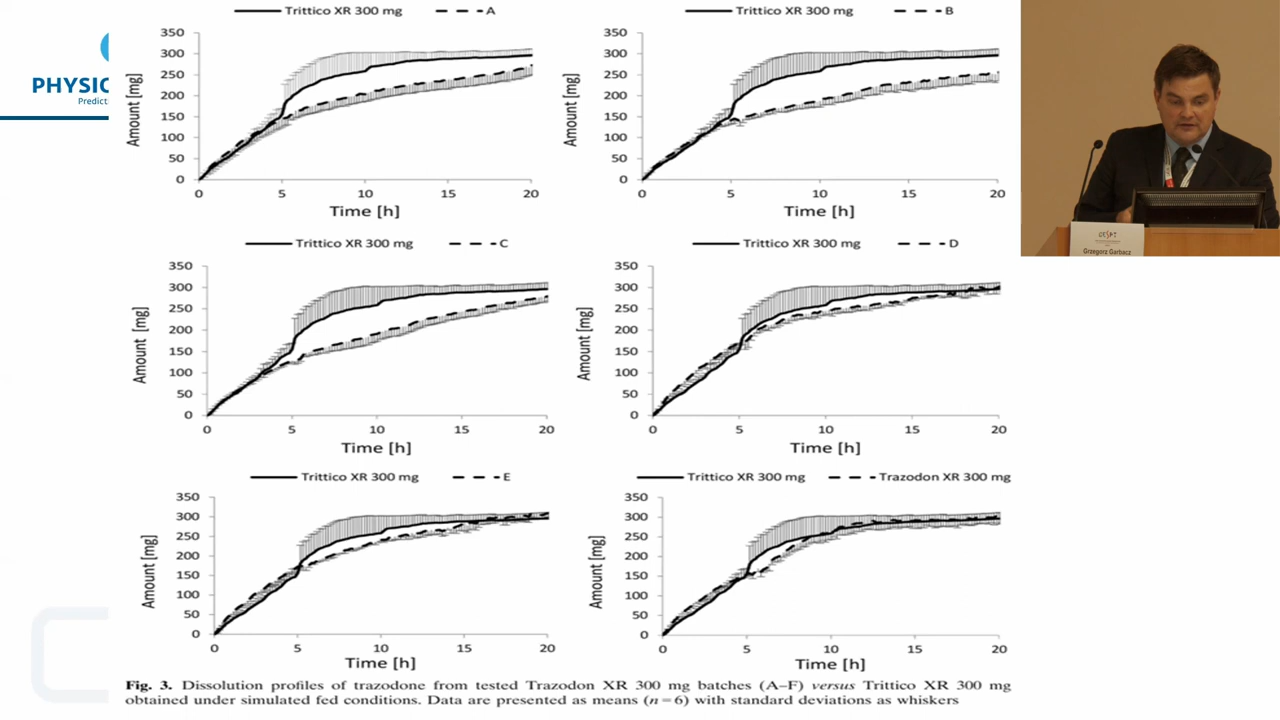 PHYSIO
Predicti
Trittico XR 300 mg A
350
300
250
200
150
100
50
0
Amount [mg]
0 5 10 15 20
Time [h]
Trittico XR 300 mg B
350
300
250
200
150
100
50
0
Amount [mg]
0 5 10 15 20
Time [h]
Trittico XR 300 mg C
350
300
250
200
150
100
50
0
Amount [mg]
0 5 10 15 20
Time [h]
Trittico XR 300 mg D
350
300
250
200
150
100
50
0
Amount [mg]
0 5 10 15 20
Time [h]
Trittico XR 300 mg E
350
300
250
200
150
100
50
0
Amount [mg]
0 5 10 15 20
Time [h]
Trittico XR 300 mg Trazodon XR 300 mg
350
300
250
200
150
100
50
0
Amount [mg]
0 5 10 15 20
Time [h]
Fig. 3. Dissolution profiles of trazodone from tested Trazodon XR 300 mg batches (A–F) versus Trittico XR 300 mg
obtained under simulated fed conditions. Data are presented as means (n = 6) with standard deviations as whiskers
Grzegorz Garbacz